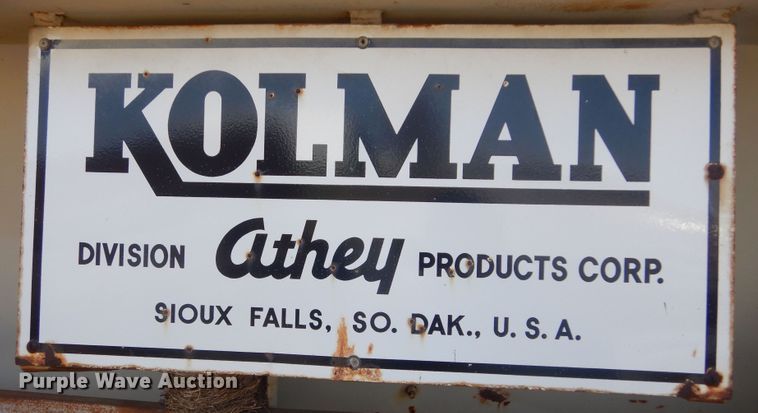 KOLMAN
DIVISION Athey PRODUCTS CORP.
SIOUX FALLS, SO. DAK., U. S. A.
Purple Wave Auction